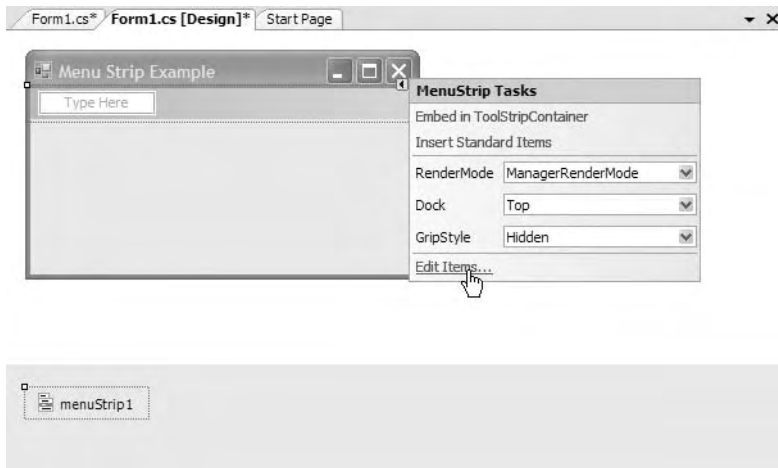 Form1.cs* Form1.cs [Design]* Start Page
Menu Strip Example
Type Here
MenuStrip Tasks
Embed in ToolStripContainer
Insert Standard Items
RenderMode ManagerRenderMode
Dock Top
GripStyle Hidden
Edit Items...
menuStrip1